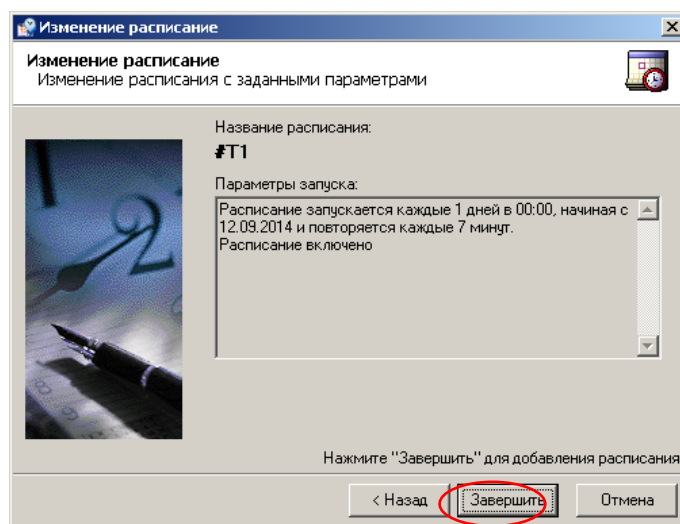 Изменение расписание
Изменение расписание
Изменение расписания с заданными параметрами
Название расписания:
#T1
Параметры запуска:
Расписание запускается каждые 1 дней в 00:00, начиная с
12.09.2014 и повторяется каждые 7 минут.
Расписание включено
Нажмите "Завершить" для добавления расписания
< Назад
Завершить
Отмена